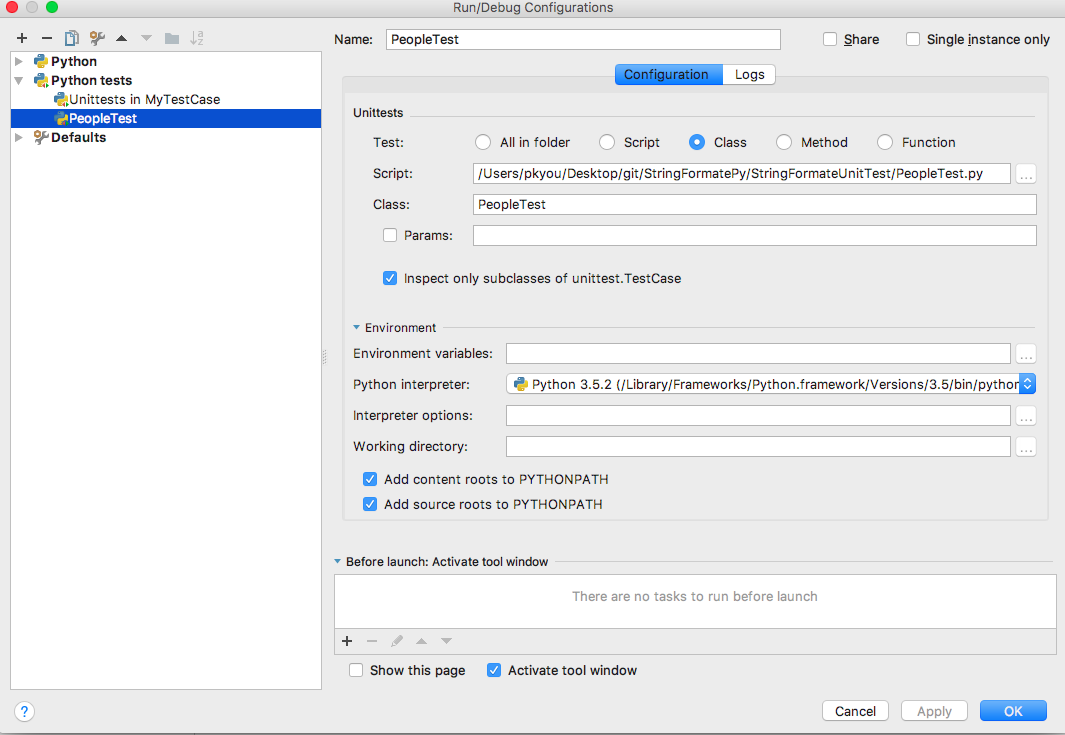 Run/Debug Configurations
Name: PeopleTest Share Single instance only
Python
Python tests
Unittests in MyTestCase
PeopleTest
Defaults
Configuration Logs
Unittests
Test: All in folder Script Class Method Function
Script: /Users/pkyou/Desktop/git/StringFormatePy/StringFormateUnitTest/PeopleTest.py ...
Class: PeopleTest
Params:
Inspect only subclasses of unittest.TestCase
Environment
Environment variables: ...
Python interpreter: Python 3.5.2 (/Library/Frameworks/Python.framework/Versions/3.5/bin/python
Interpreter options: ...
Working directory: ...
Add content roots to PYTHONPATH
Add source roots to PYTHONPATH
Before launch: Activate tool window
There are no tasks to run before launch
Show this page Activate tool window
? Cancel Apply OK